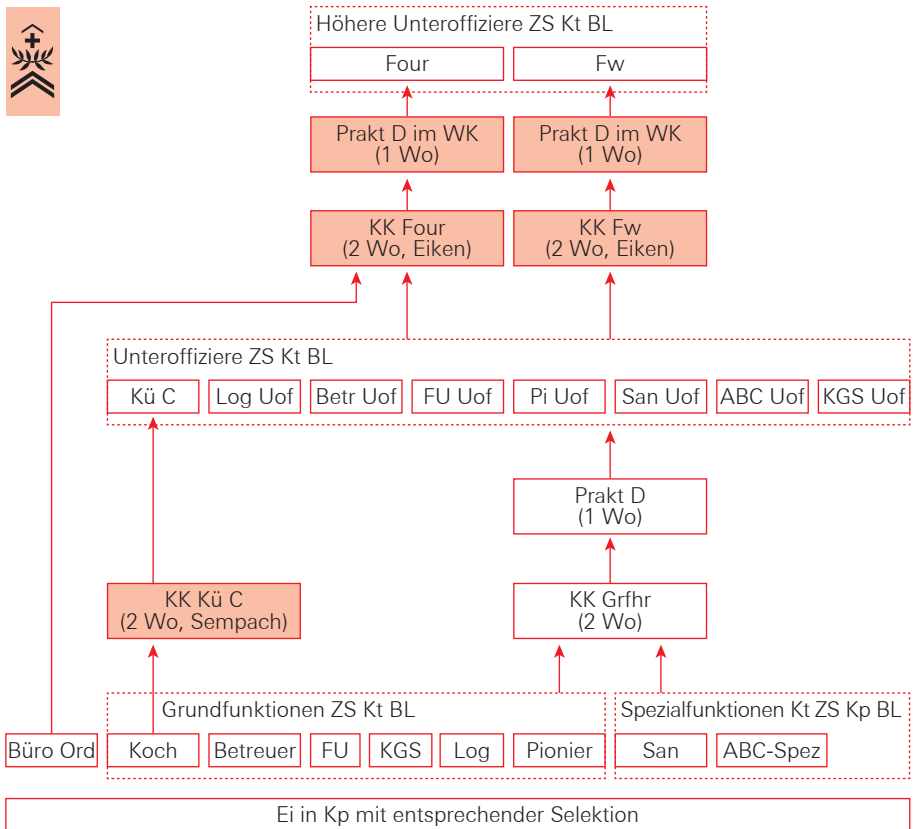 Höhere Unteroffiziere ZS Kt BL
Four
Fw
Prakt D im WK
(1 Wo)
Prakt D im WK
(1 Wo)
KK Four
(2 Wo, Eiken)
KK Fw
(2 Wo, Eiken)
Unteroffiziere ZS Kt BL
Kü C
Log Uof
Betr Uof
FU Uof
Pi Uof
San Uof
ABC Uof
KGS Uof
Prakt D
(1 Wo)
KK Kü C
(2 Wo, Sempach)
KK Grfhr
(2 Wo)
Grundfunktionen ZS Kt BL
Spezialfunktionen Kt ZS Kp BL
Büro Ord
Koch
Betreuer
FU
KGS
Log
Pionier
San
ABC-Spez
Ei in Kp mit entsprechender Selektion